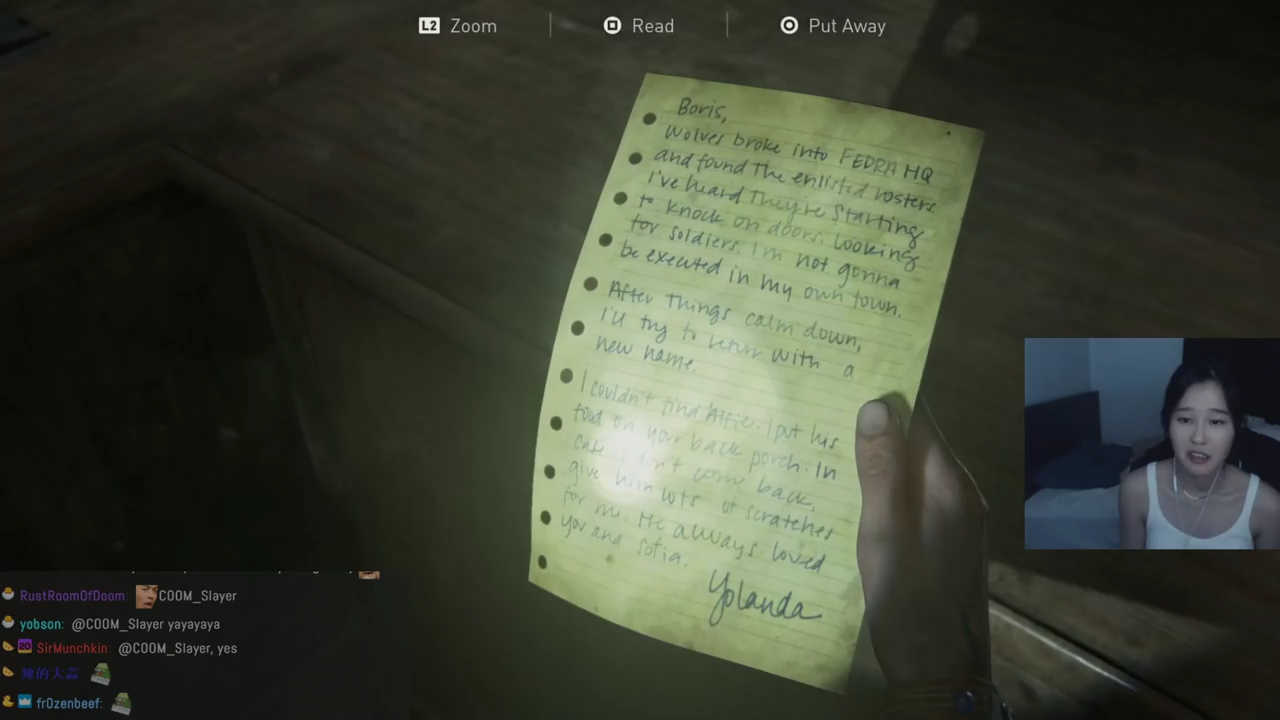 L2 Zoom
Read
Put Away
Boris,
Wolves broke into FEDRA HQ
and found the enlisted rosters.
I've heard they're starting
to knock on doors, looking
for soldiers. I'm not gonna
be executed in my own town.
After things calm down,
I'll try to return with a
new name.
I couldn't find Alfie. I put his
food on your back porch. In
case I don't come back,
give him lots of scratches
for me. He always loved
you and Sofia.
Yolanda
RustRoomOfDoom: COOM_Slayer
yobson: @COOM_Slayer yayayaya
20 SirMunchkin: @COOM_Slayer, yes
辣的大蒜
fr0zenbeef: